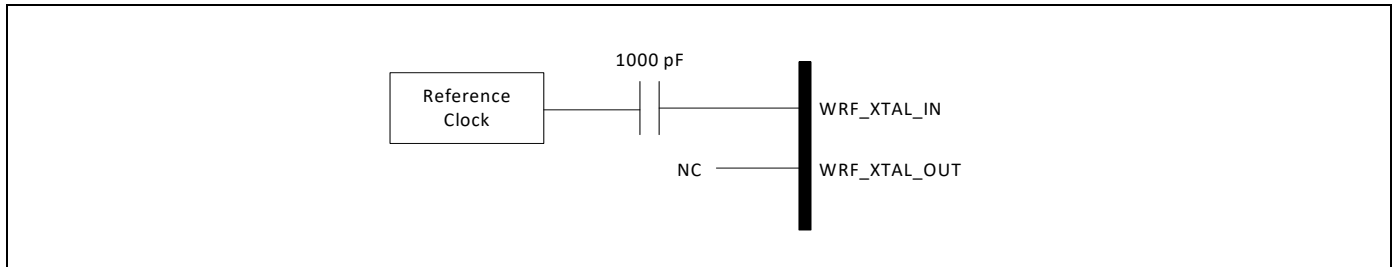 1000 pF
Reference
Clock
WRF_XTAL_IN
NC
WRF_XTAL_OUT